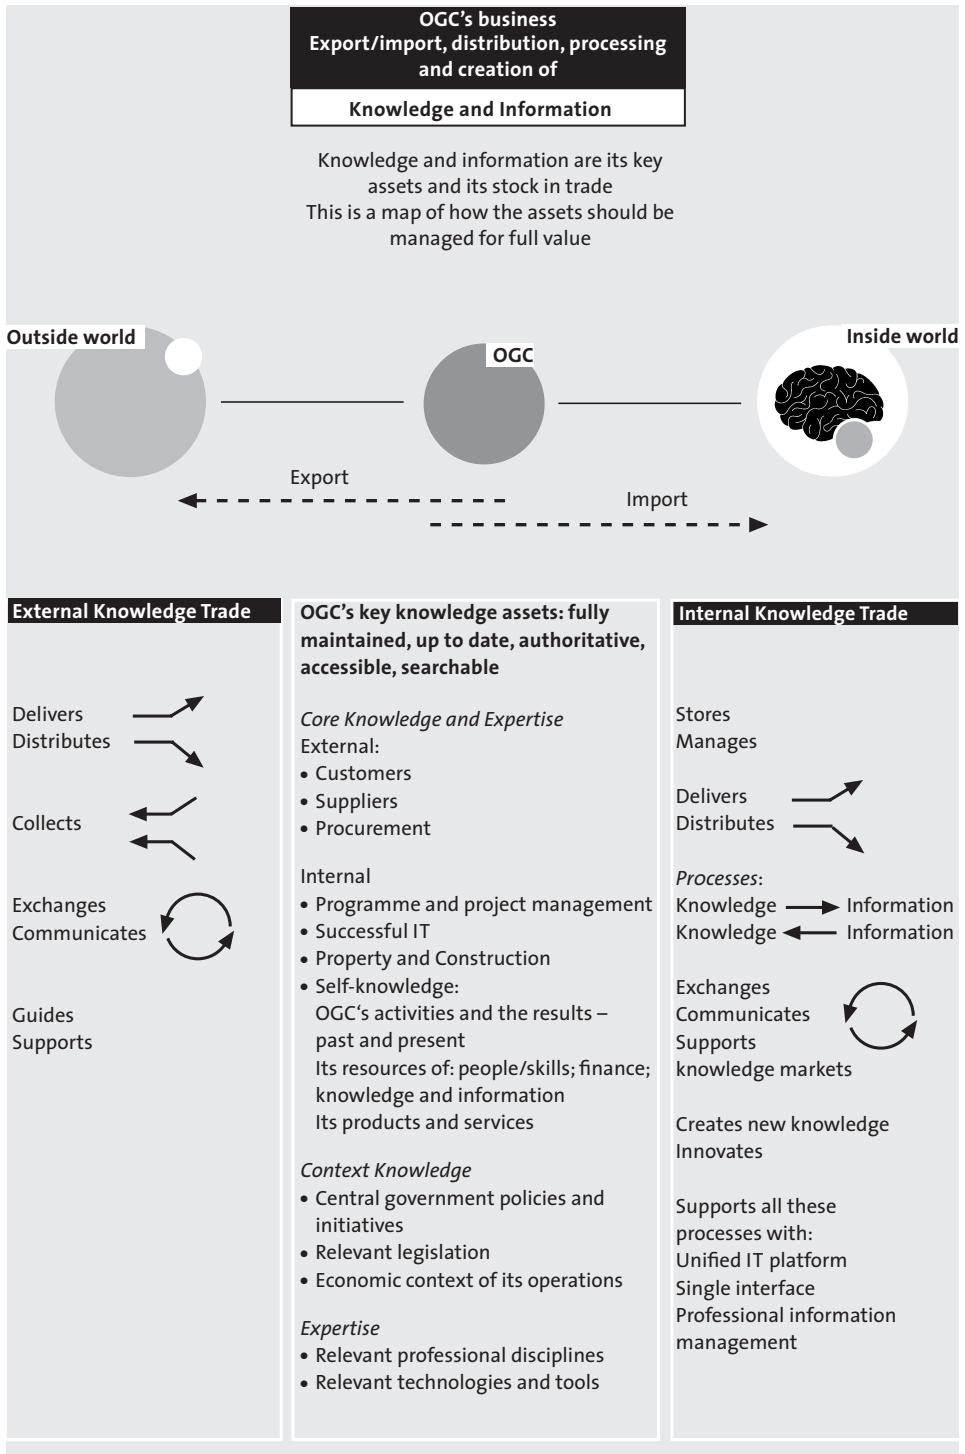 OGC's business
Export/import, distribution, processing
and creation of
Knowledge and Information
Knowledge and information are its key
assets and its stock in trade
This is a map of how the assets should be
managed for full value
Outside world
OGC
Inside world
Export
Import
External Knowledge Trade
Delivers
Distributes
Collects
Exchanges
Communicates
Guides
Supports
OGC's key knowledge assets: fully
maintained, up to date, authoritative,
accessible, searchable
Core Knowledge and Expertise
External:
• Customers
• Suppliers
• Procurement
Internal
• Programme and project management
• Successful IT
• Property and Construction
• Self-knowledge:
OGC‘s activities and the results –
past and present
Its resources of: people/skills; finance;
knowledge and information
Its products and services
Context Knowledge
• Central government policies and
initiatives
• Relevant legislation
• Economic context of its operations
Expertise
• Relevant professional disciplines
• Relevant technologies and tools
Internal Knowledge Trade
Stores
Manages
Delivers
Distributes
Processes:
Knowledge Information
Knowledge Information
Exchanges
Communicates
Supports
knowledge markets
Creates new knowledge
Innovates
Supports all these
processes with:
Unified IT platform
Single interface
Professional information
management